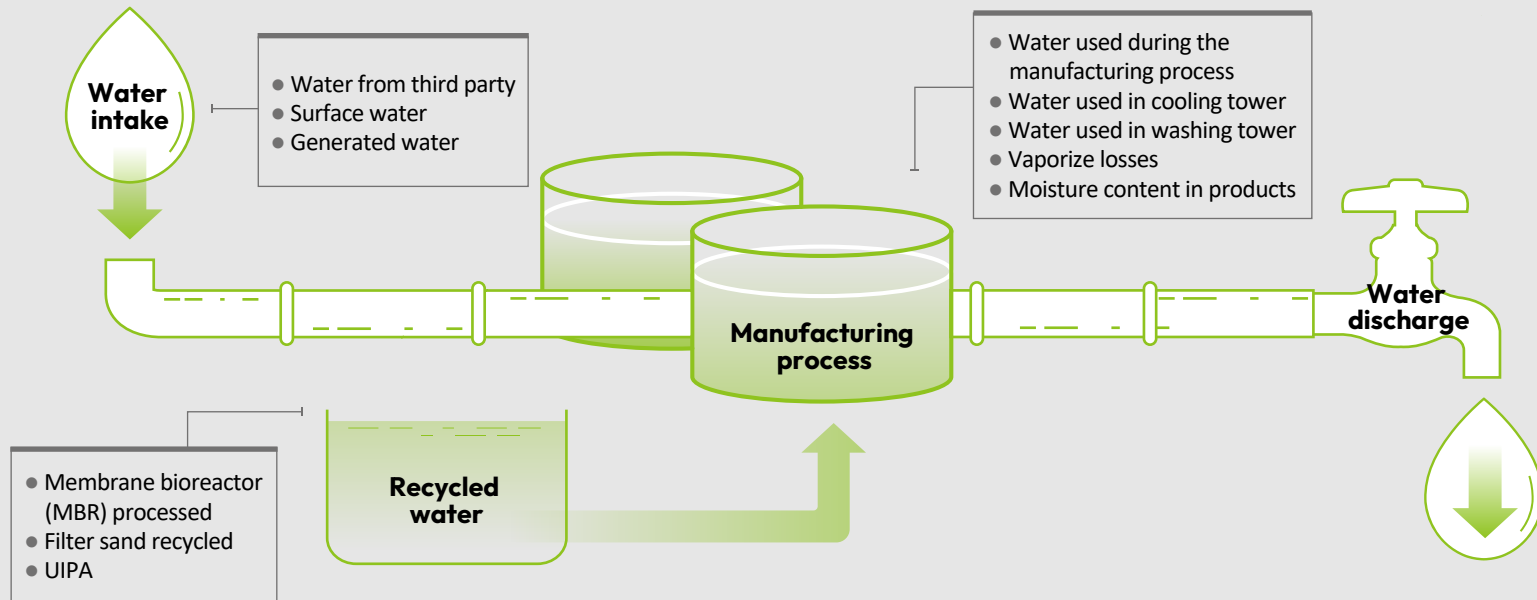 Water
intake
● Water from third party
● Surface water
● Generated water
● Water used during the
manufacturing process
● Water used in cooling tower
● Water used in washing tower
● Vaporize losses
● Moisture content in products
Manufacturing
process
Water
discharge
● Membrane bioreactor
(MBR) processed
● Filter sand recycled
● UIPA
Recycled
water